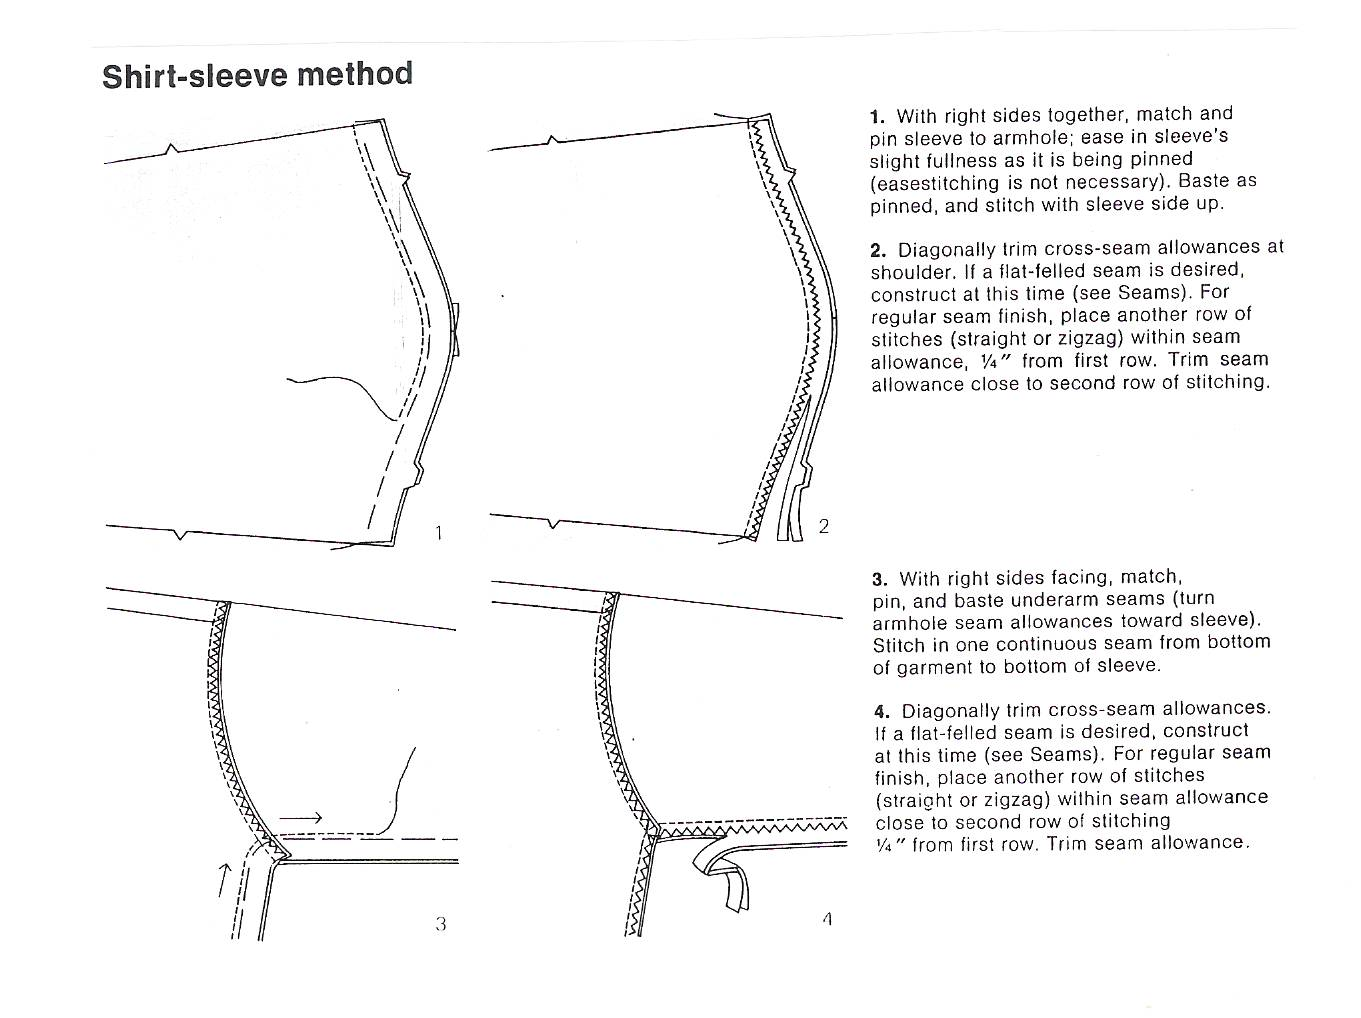 Shirt-sleeve method
1. With right sides together, match and
pin sleeve to armhole; ease in sleeve's
slight fullness as it is being pinned
(easestitching is not necessary). Baste as
pinned, and stitch with sleeve side up.
2. Diagonally trim cross-seam allowances at
shoulder. If a flat-felled seam is desired,
construct at this time (see Seams). For
regular seam finish, place another row of
stitches (straight or zigzag) within seam
allowance, ¼" from first row. Trim seam
allowance close to second row of stitching.
1
2
3. With right sides facing, match,
pin, and baste underarm seams (turn
armhole seam allowances toward sleeve).
Stitch in one continuous seam from bottom
of garment to bottom of sleeve.
4. Diagonally trim cross-seam allowances.
If a flat-felled seam is desired, construct
at this time (see Seams). For regular seam
finish, place another row of stitches
(straight or zigzag) within seam allowance
close to second row of stitching
¼" from first row. Trim seam allowance.
3
4